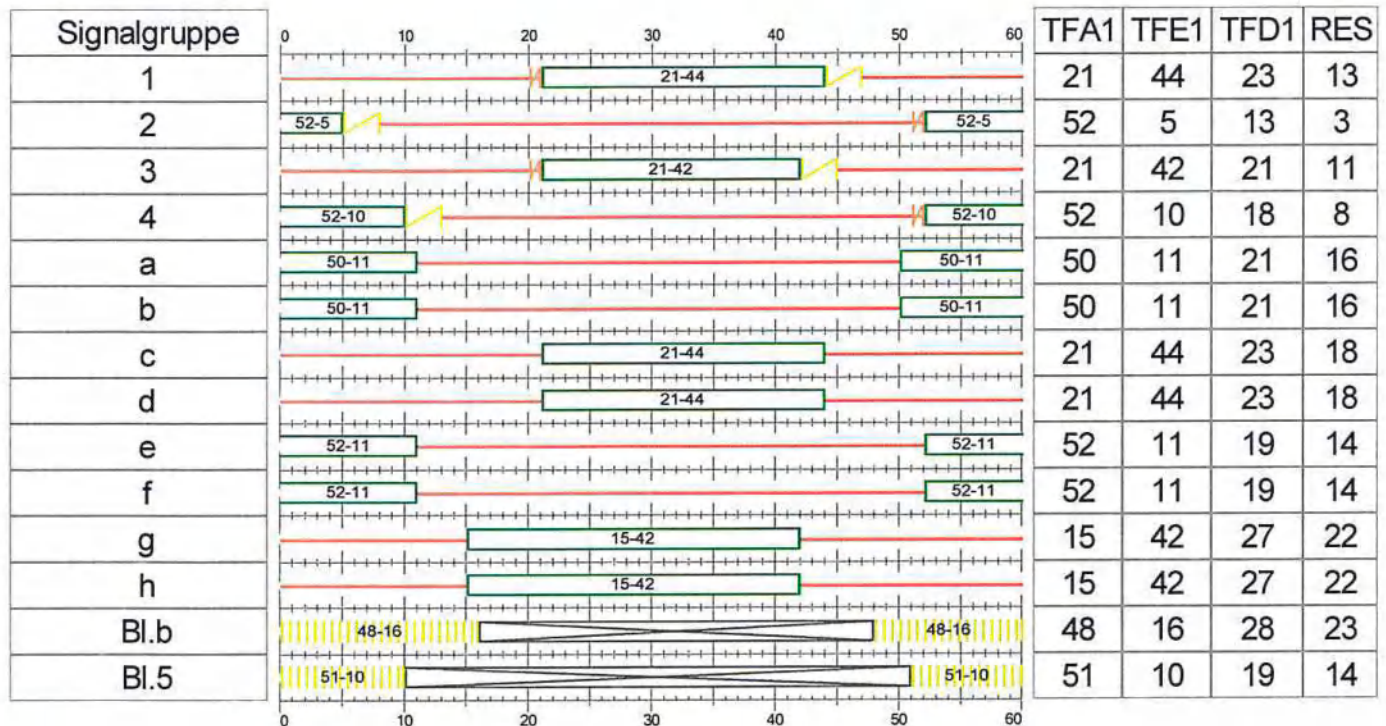 Signalgruppe 0 10 20 30 40 50 60 TFA1 TFE1 TFD1 RES
1 21-44 21 44 23 13
2 52-5 52-5 52 5 13 3
3 21-42 21 42 21 11
4 52-10 52-10 52 10 18 8
a 50-11 50-11 50 11 21 16
b 50-11 50-11 50 11 21 16
c 21-44 21 44 23 18
d 21-44 21 44 23 18
e 52-11 52-11 52 11 19 14
f 52-11 52-11 52 11 19 14
g 15-42 15 42 27 22
h 15-42 15 42 27 22
Bl.b 48-16 48-16 48 16 28 23
Bl.5 51-10 51-10 51 10 19 14
0 10 20 30 40 50 60